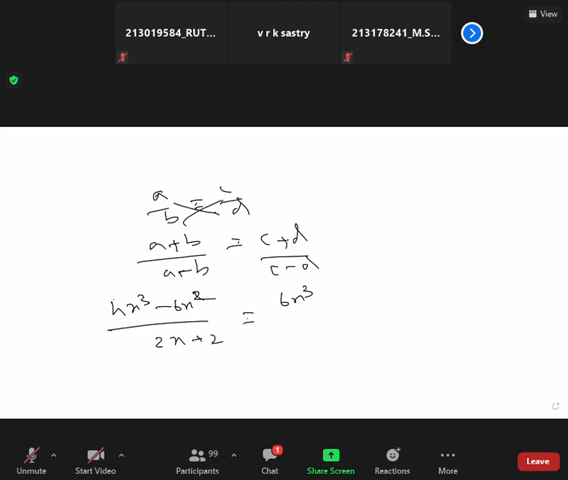 View
213019584_RUT...
v r k sastry
213178241_M.S...
a/b = c/d
a+b/a-b = c+d/c-d
4x³-6x²/2x+2 = 6x³
99
1
Unmute
Start Video
Participants
Chat
Share Screen
Reactions
More
Leave